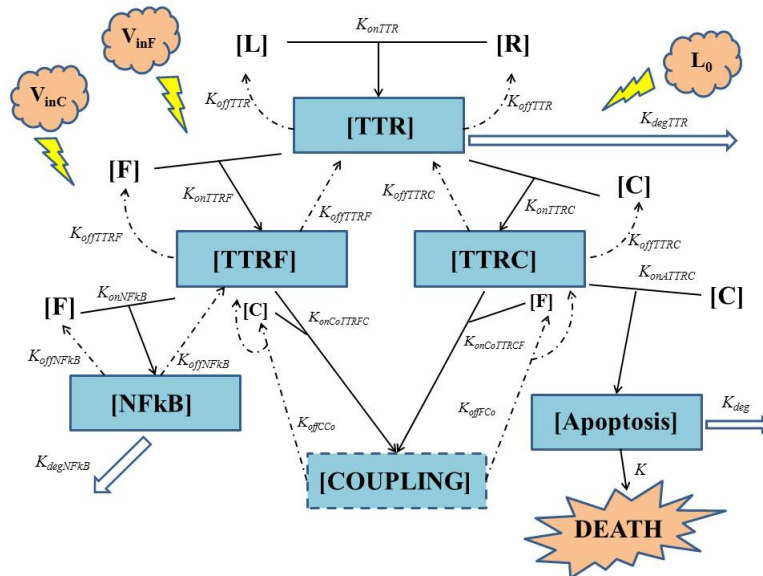 V_inF
K_onTTR
[L]
[R]
L_0
V_inC
K_offTTR
K_offTTR
[TTR]
K_degTTR
[F]
K_onTTRF
K_offTTRF
K_offTTRC
K_onTTRC
[C]
K_offTTRF
K_offTTRC
[TTRF]
[TTRC]
K_onATTRC
[F]
K_onNFkB
[C]
K_onCoTTRFC
[F]
[C]
K_onCoTTRCF
K_offNFkB
K_offNFkB
[NFkB]
K_offCCo
K_offFCo
[Apoptosis]
K_deg
K_degNFkB
[COUPLING]
K
DEATH